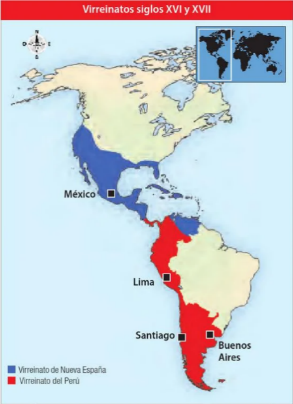 Virreinatos siglos XVI y XVII
N
O
E
S
México
Lima
Santiago
Buenos
Aires
Virreinato de Nueva España
Virreinato del Perú